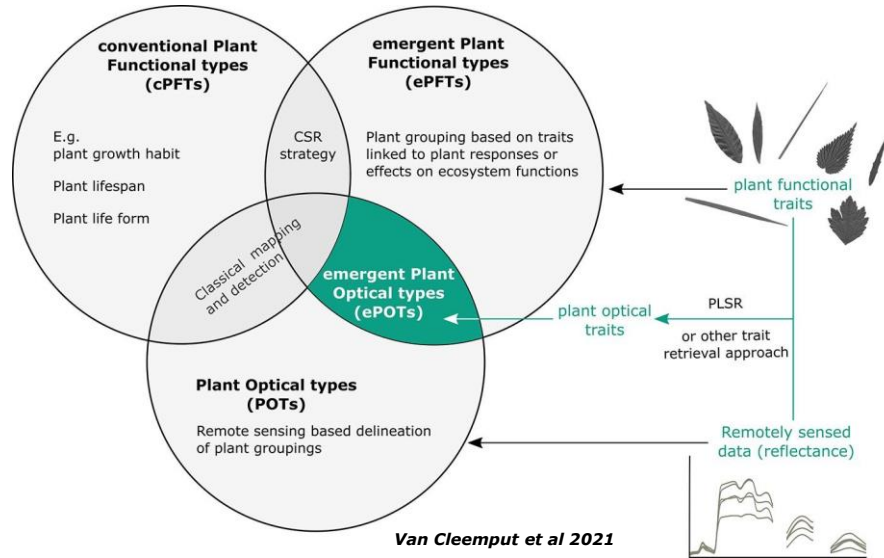 conventional Plant
Functional types
(cPFTs)
E.g.
plant growth habit
Plant lifespan
Plant life form
emergent Plant
Functional types
(ePFTs)
CSR
strategy
Plant grouping based on traits
linked to plant responses or
effects on ecosystem functions
plant functional
traits
Classical mapping
and detection
emergent Plant
Optical types
(ePOTs)
plant optical
traits
PLSR
or other trait
retrieval approach
Plant Optical types
(POTs)
Remote sensing based delineation
of plant groupings
Remotely sensed
data (reflectance)
Van Cleemput et al 2021